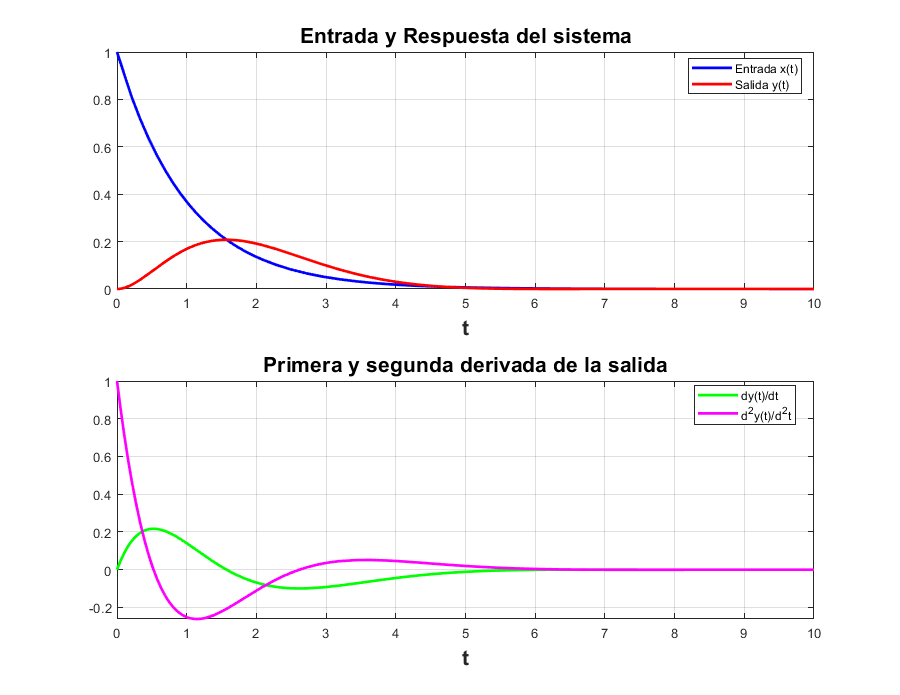 Entrada y Respuesta del sistema
1
0.8
0.6
0.4
0.2
0
Entrada x(t)
Salida y(t)
0 1 2 3 4 5 6 7 8 9 10
t
Primera y segunda derivada de la salida
1
0.8
0.6
0.4
0.2
0
-0.2
dy(t)/dt
d²y(t)/d²t
0 1 2 3 4 5 6 7 8 9 10
t